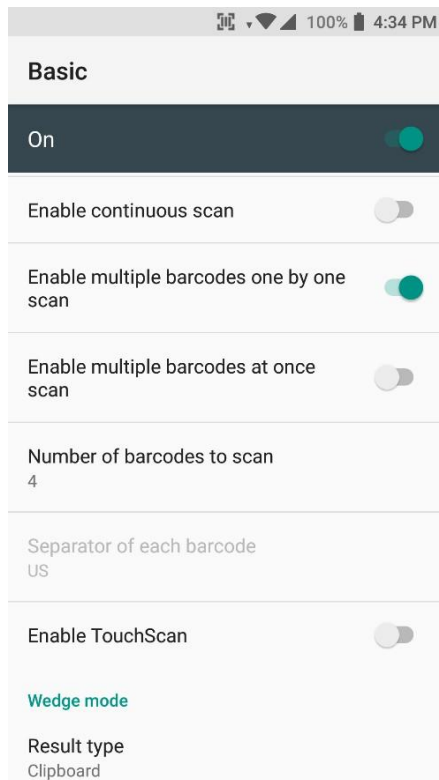 100% 4:34 PM
Basic
On
Enable continuous scan
Enable multiple barcodes one by one
scan
Enable multiple barcodes at once
scan
Number of barcodes to scan
4
Separator of each barcode
US
Enable TouchScan
Wedge mode
Result type
Clipboard